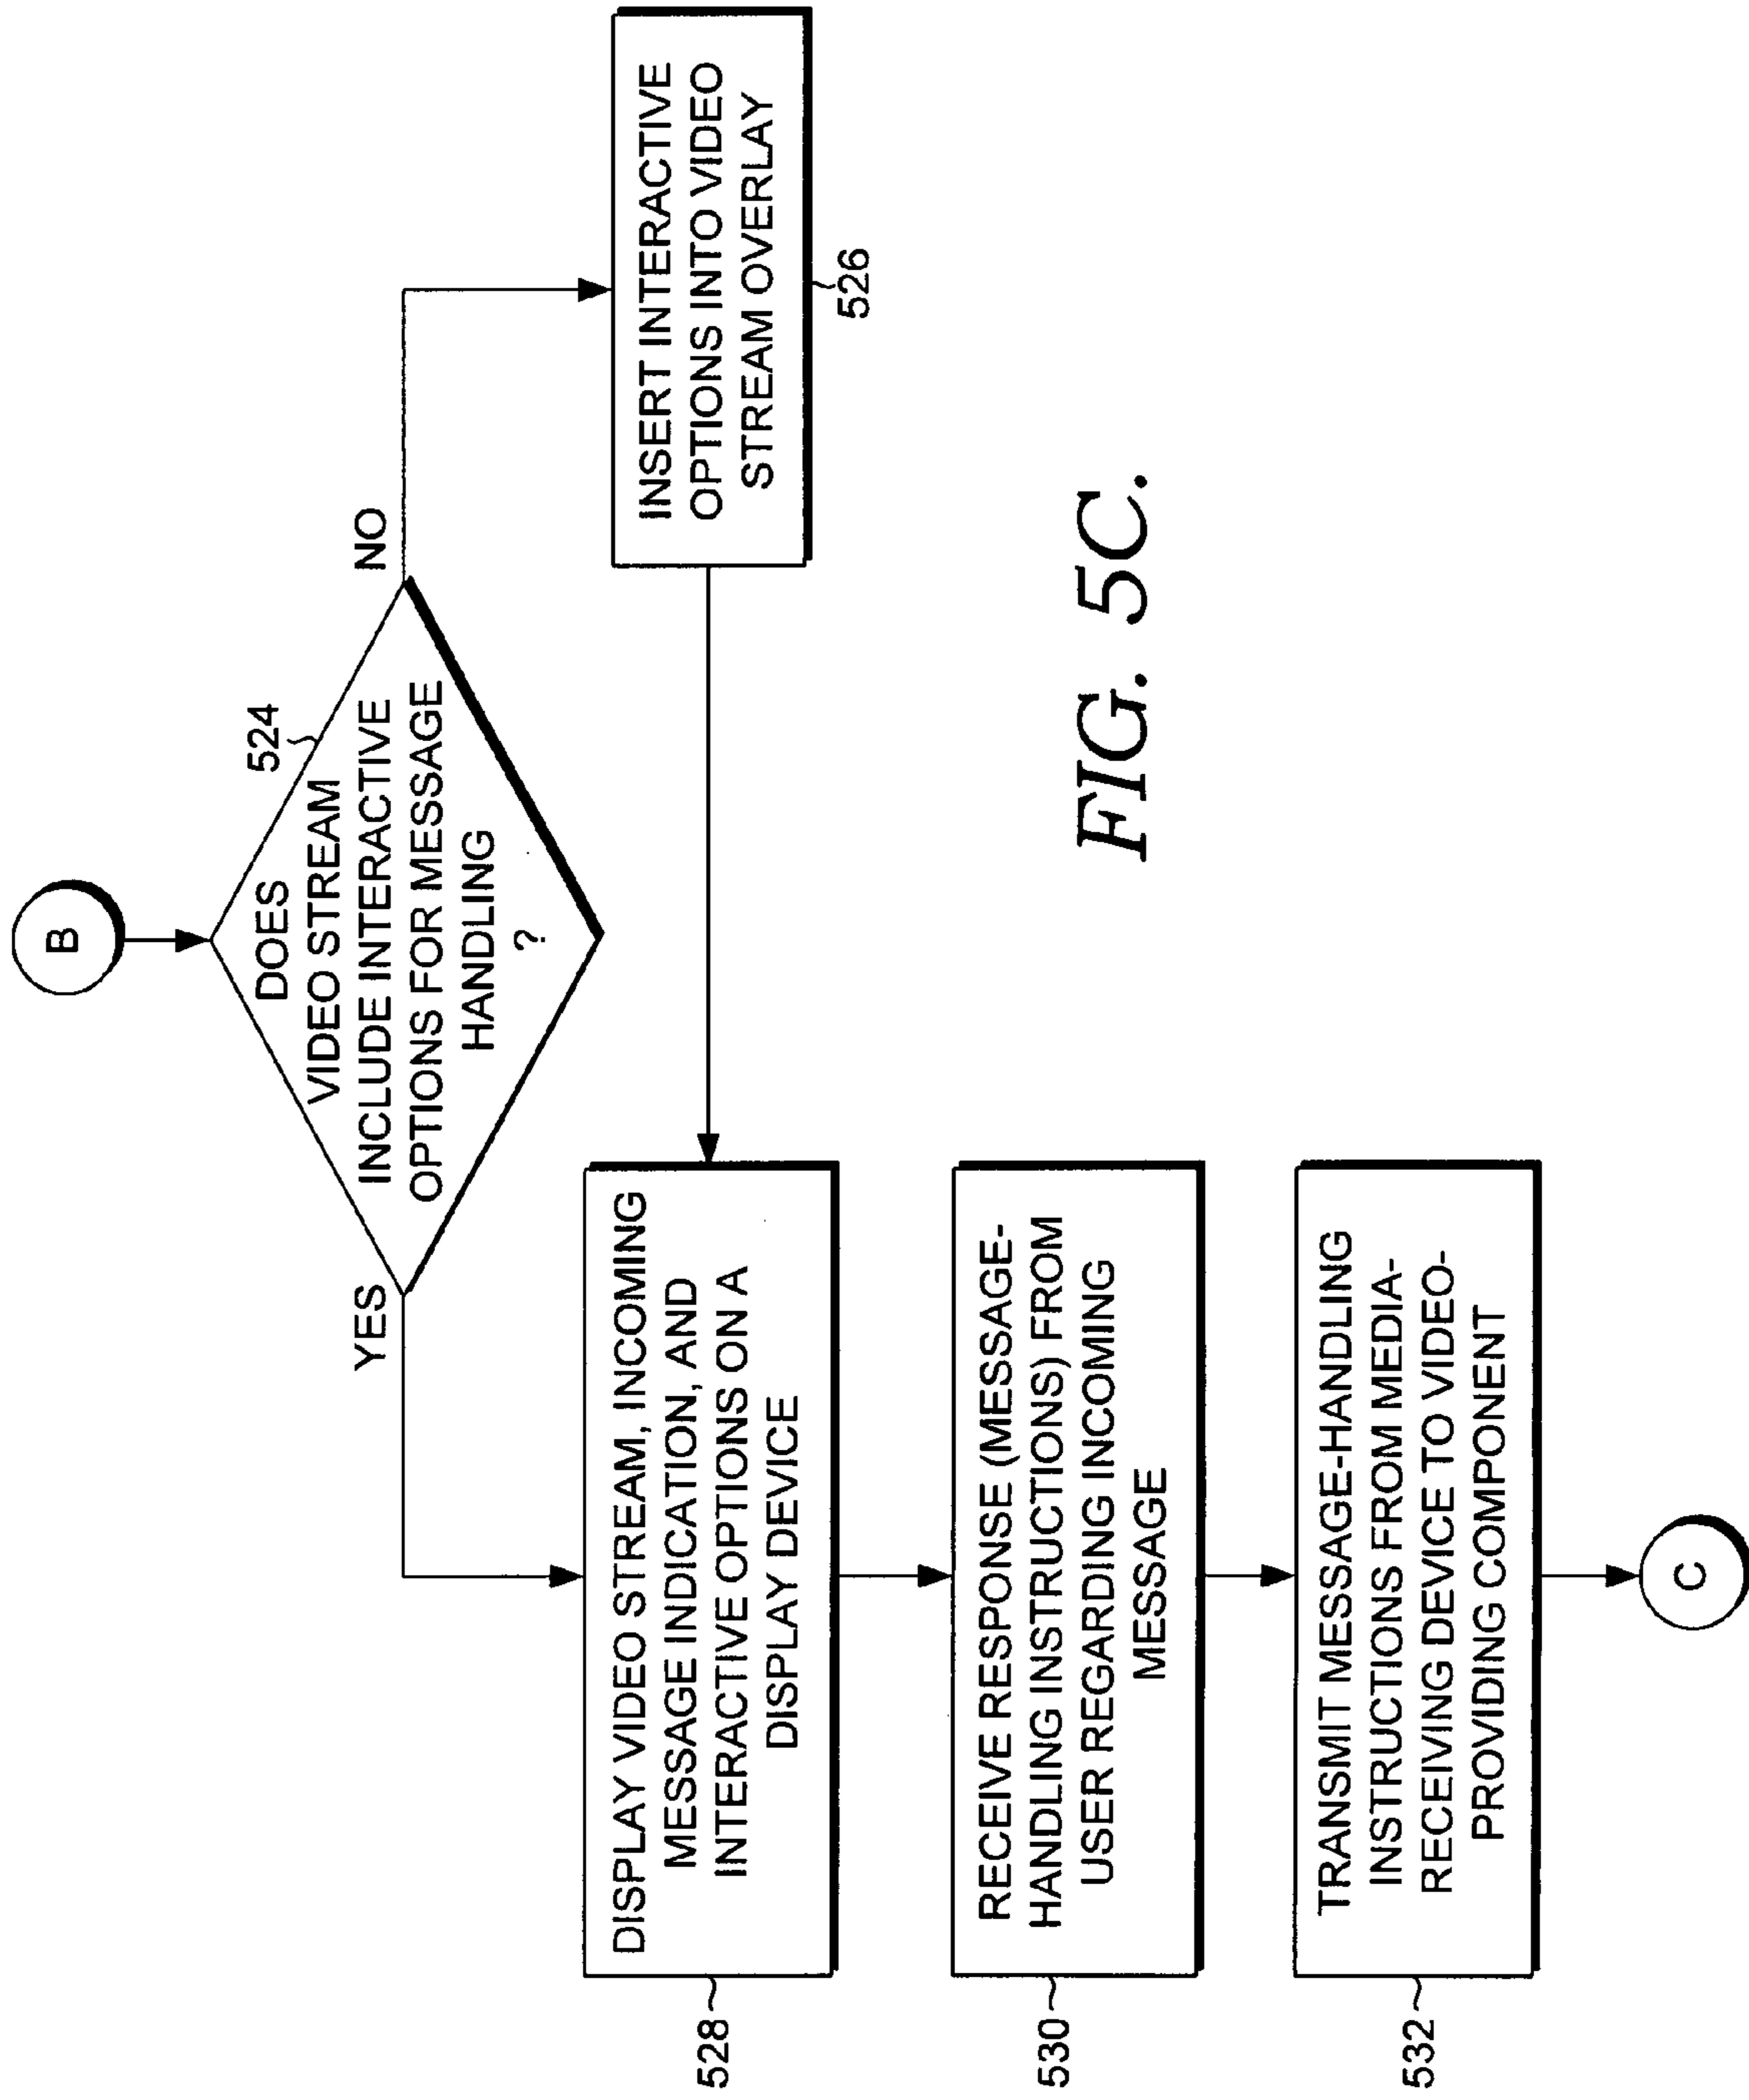 B
524
DOES
VIDEO STREAM
INCLUDE INTERACTIVE
OPTIONS FOR MESSAGE
HANDLING
?
YES
NO
INSERT INTERACTIVE
OPTIONS INTO VIDEO
STREAM OVERLAY
526
DISPLAY VIDEO STREAM, INCOMING
MESSAGE INDICATION, AND
INTERACTIVE OPTIONS ON A
DISPLAY DEVICE
528
RECEIVE RESPONSE (MESSAGE-
HANDLING INSTRUCTIONS) FROM
USER REGARDING INCOMING
MESSAGE
530
TRANSMIT MESSAGE-HANDLING
INSTRUCTIONS FROM MEDIA-
RECEIVING DEVICE TO VIDEO-
PROVIDING COMPONENT
532
C
FIG. 5C.